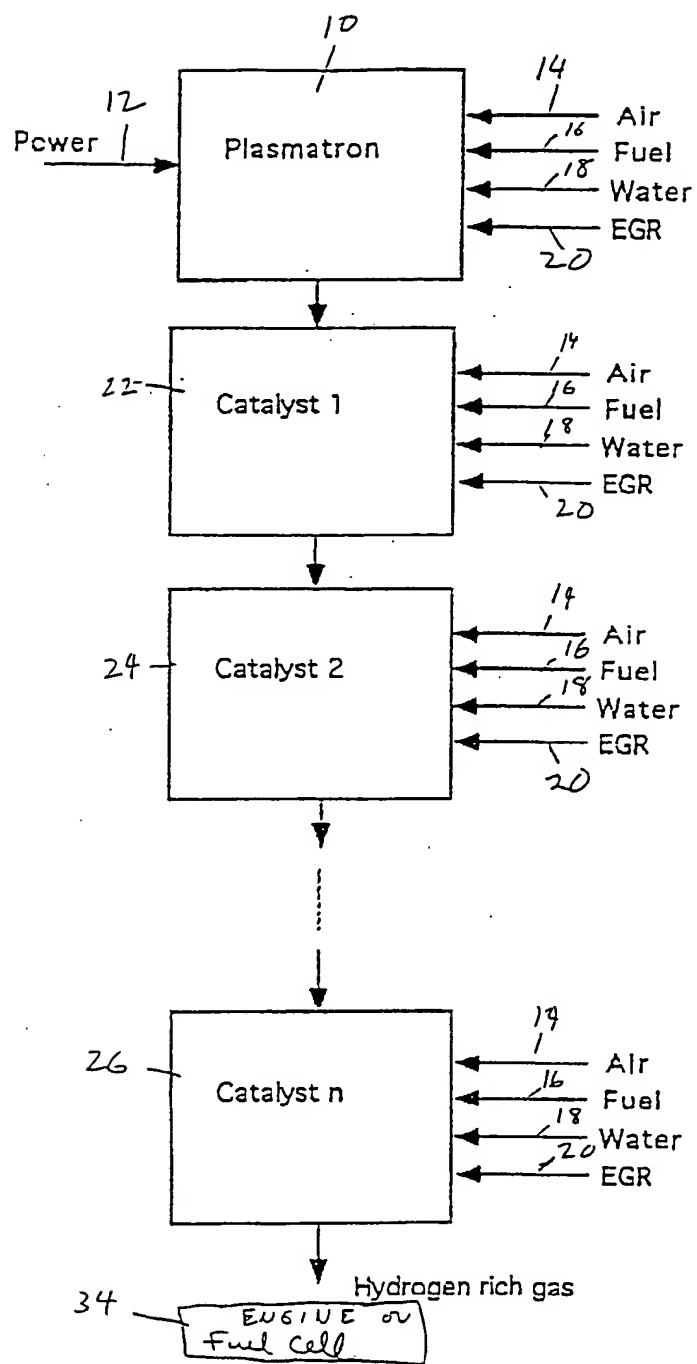 10
12
Power
Plasmatron
14
Air
16
Fuel
18
Water
EGR
20
22
Catalyst 1
14
Air
16
Fuel
18
Water
EGR
20
24
Catalyst 2
14
Air
16
Fuel
18
Water
EGR
20
26
Catalyst n
14
Air
16
Fuel
18
Water
20
EGR
Hydrogen rich gas
34
ENGINE or
Fuel Cell